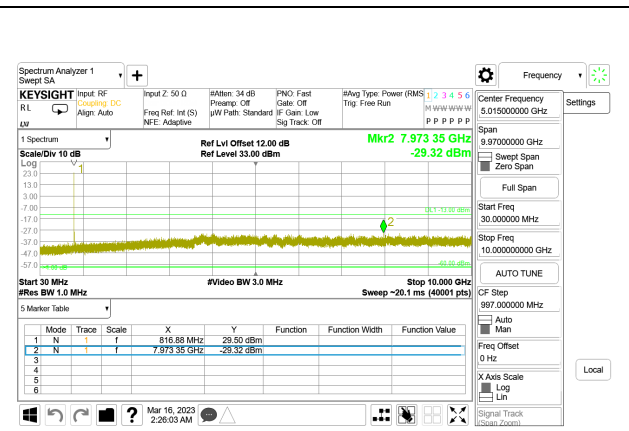 Spectrum Analyzer 1
Swept SA
Frequency
KEYSIGHT
RL
Input: RF
Coupling: DC
Align: Auto
Input Z: 50 Ω
Freq Ref: Int (S)
NFE: Adaptive
#Atten: 34 dB
Preamp: Off
µW Path: Standard
PNO: Fast
Gate: Off
IF Gain: Low
Sig Track: Off
#Avg Type: Power (RMS
Trig: Free Run
1 2 3 4 5 6
M W W W W W
P P P P P P
1 Spectrum
Scale/Div 10 dB
Ref Lvl Offset 12.00 dB
Ref Level 33.00 dBm
Mkr2 7.973 35 GHz
-29.32 dBm
Log
1
23.0
13.0
3.00
-7.00
DL1 -13.00 dBm
-17.0
2
-27.0
-37.0
-47.0
-57.0
Start 30 MHz
#Res BW 1.0 MHz
#Video BW 3.0 MHz
Stop 10.000 GHz
Sweep ~20.1 ms (40001 pts)
5 Marker Table
Mode Trace Scale X Y Function Function Width Function Value
1 N 1 f 816.88 MHz 29.50 dBm
2 N 1 f 7.973 35 GHz -29.32 dBm
3
4
5
6
Mar 16, 2023
2:26:03 AM
?
Center Frequency
5.015000000 GHz
Span
9.97000000 GHz
Swept Span
Zero Span
Full Span
Start Freq
30.000000 MHz
Stop Freq
10.000000000 GHz
AUTO TUNE
CF Step
997.000000 MHz
Auto
Man
Freq Offset
0 Hz
X Axis Scale
Log
Lin
Signal Track
(Span Zoom)
Settings
Local